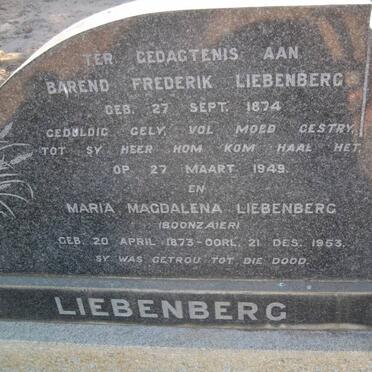 TER GEDAGTENIS AAN
BAREND FREDERIK LIEBENBERG
GEB. 27 SEPT. 1874
GEDULDIG GELY, VOL MOED GESTRY,
TOT SY HEER HOM KOM HAAL HET,
OP 27 MAART 1949.
EN
MARIA MAGDALENA LIEBENBERG
(BOONZAIER)
GEB. 20 APRIL 1873-OORL. 21 DES. 1953.
SY WAS GETROU TOT DIE DOOD.
LIEBENBERG